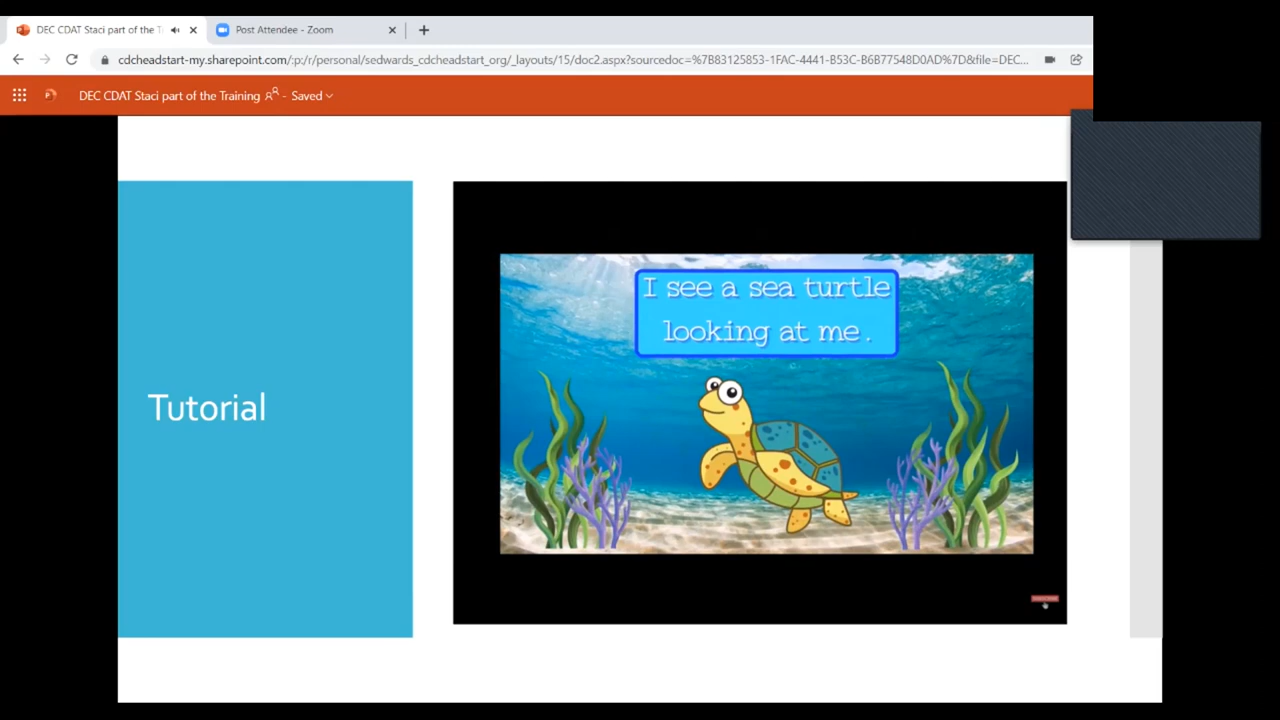 DEC CDAT Staci part of the T
Post Attendee - Zoom
cdcheadstart-my.sharepoint.com/:p:/r/personal/sedwards_cdcheadstart_org/_layouts/15/doc2.aspx?sourcedoc=%7B83125853-1FAC-4441-B53C-B6B77548D0AD%7D&file=DEC...
DEC CDAT Staci part of the Training - Saved
I see a sea turtle
looking at me.
Tutorial